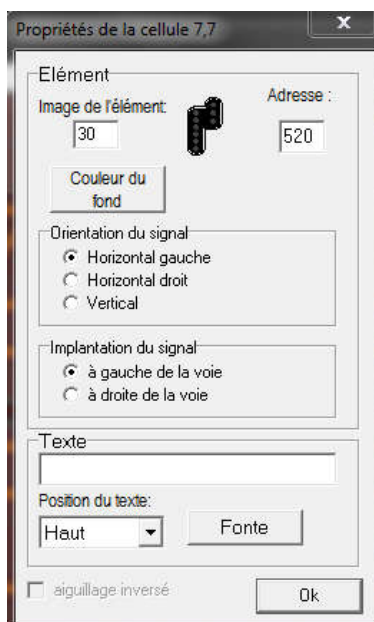 Propriétés de la cellule 7,7
x
Elément
Image de l'élément:
Adresse :
30
520
Couleur du
fond
Orientation du signal
Horizontal gauche
Horizontal droit
Vertical
Implantation du signal
à gauche de la voie
à droite de la voie
Texte
Position du texte:
Haut
Fonte
aiguillage inversé
Ok